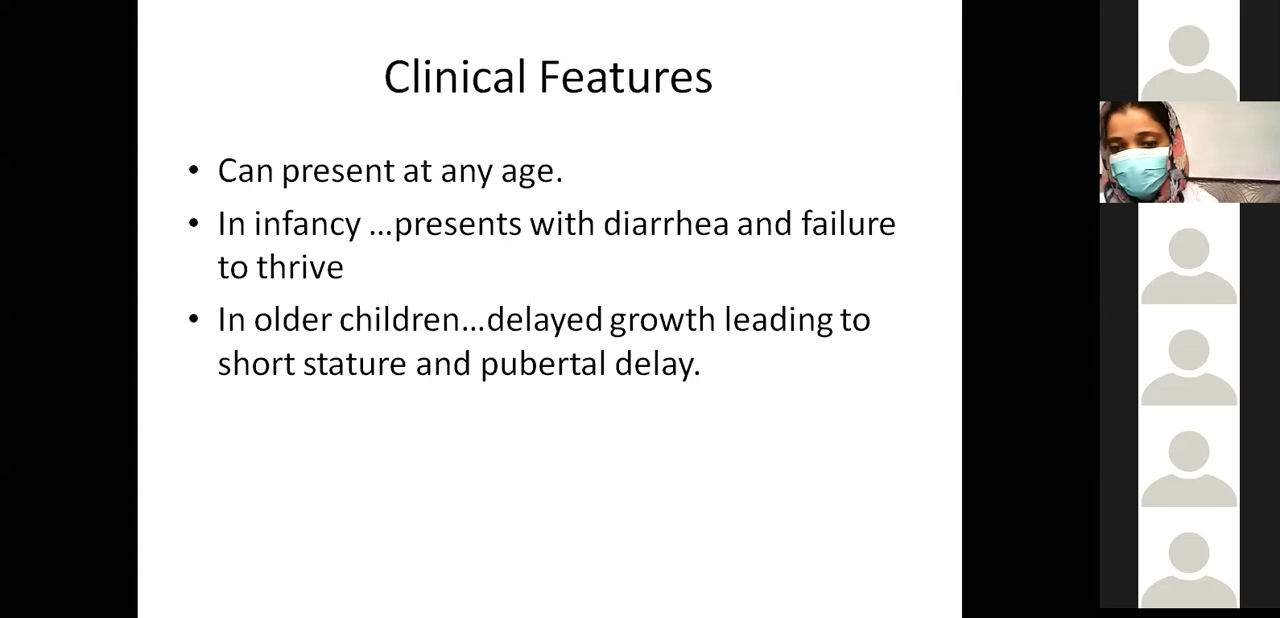 Clinical Features
• Can present at any age.
• In infancy ...presents with diarrhea and failure
to thrive
• In older children...delayed growth leading to
short stature and pubertal delay.